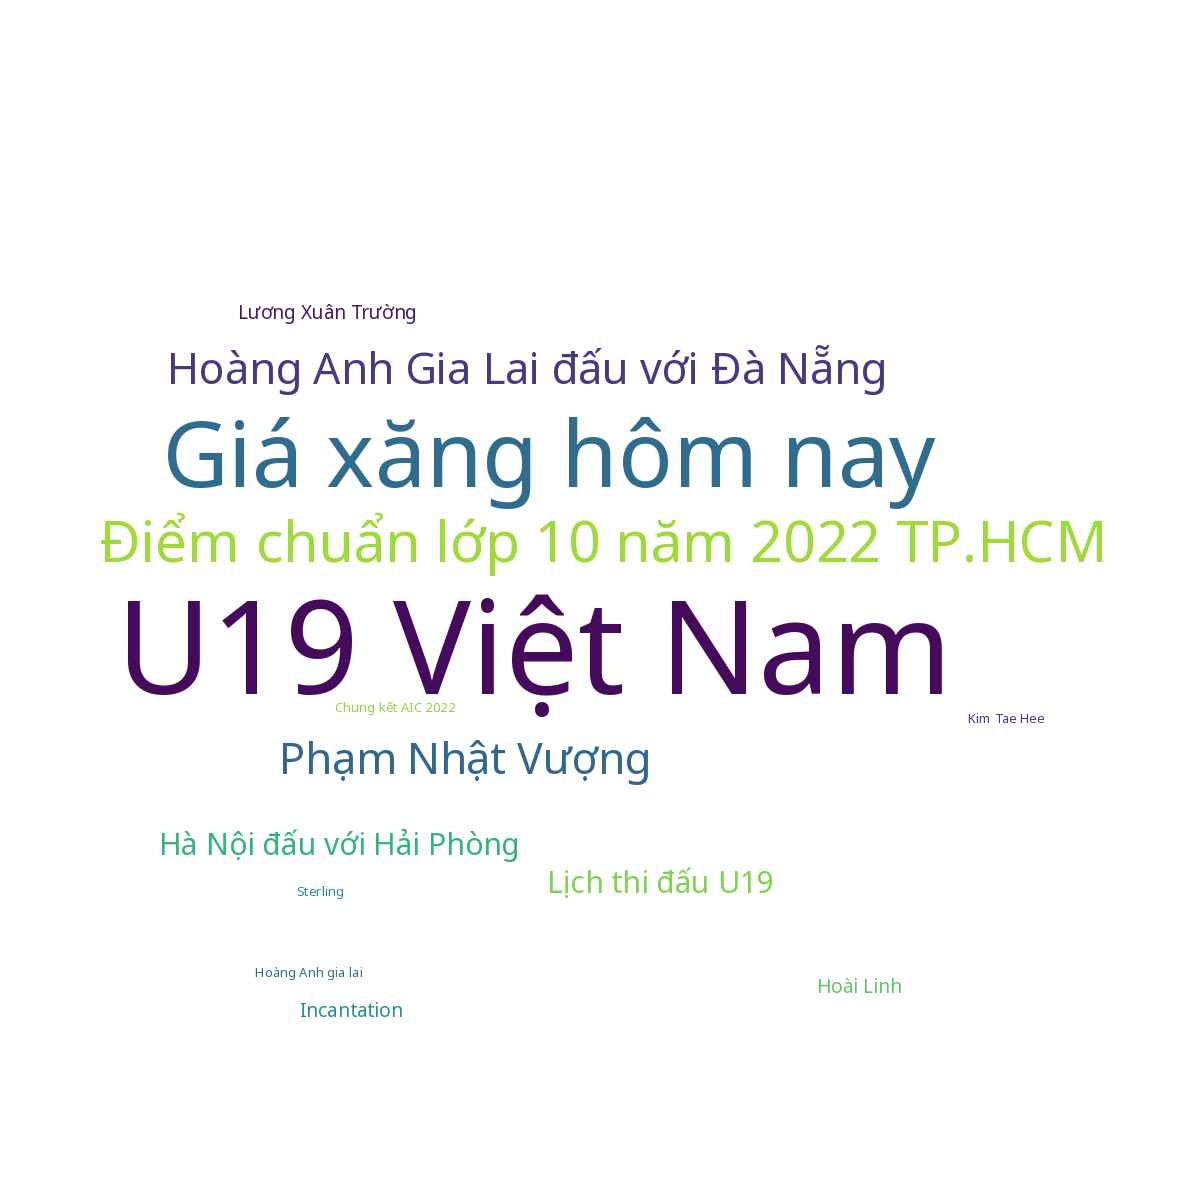 Lương Xuân Trường
Hoàng Anh Gia Lai đấu với Đà Nẵng
Giá xăng hôm nay
Điểm chuẩn lớp 10 năm 2022 TP.HCM
U19 Việt Nam
Chung kết AIC 2022
Kim Tae Hee
Phạm Nhật Vượng
Hà Nội đấu với Hải Phòng
Lịch thi đấu U19
Sterling
Hoàng Anh gia lai
Hoài Linh
Incantation